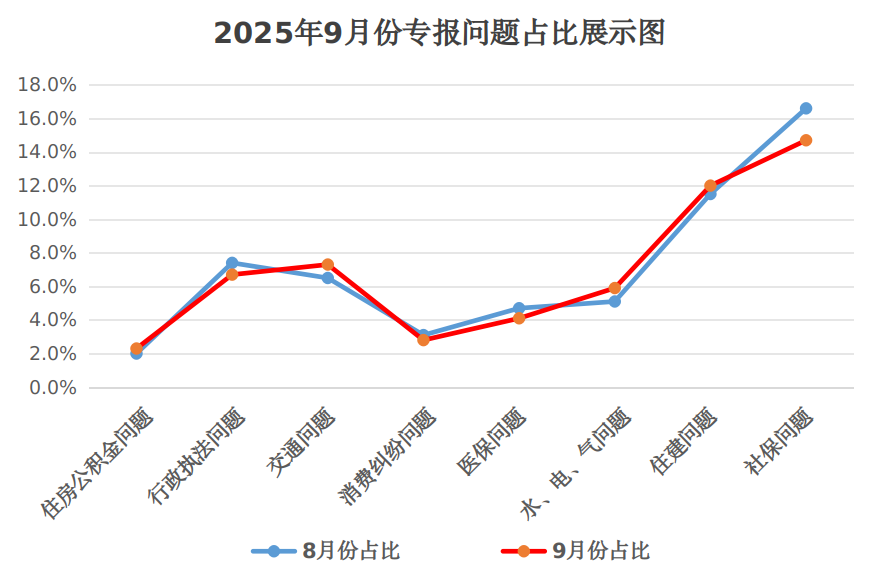 2025年9月份专报问题占比展示图
18.0%
16.0%
14.0%
12.0%
10.0%
8.0%
6.0%
4.0%
2.0%
0.0%
住房公积金问题
行政执法问题
交通问题
消费纠纷问题
医保问题
水、电、气问题
住建问题
社保问题
8月份占比
9月份占比